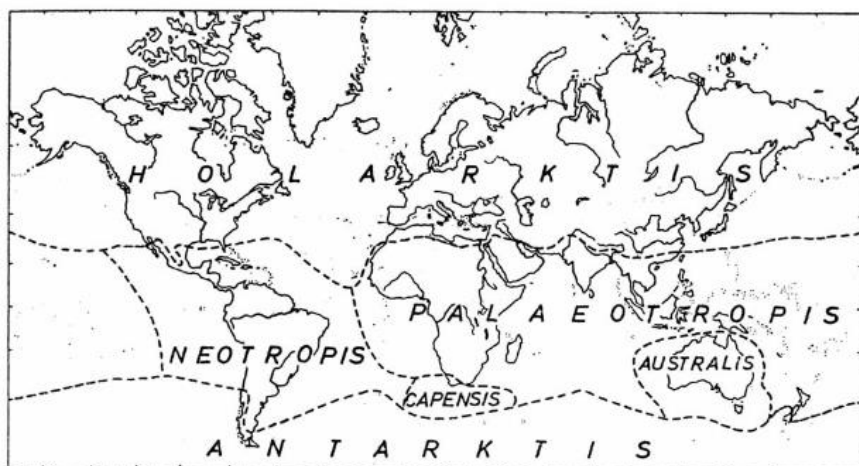 HOLARKTIS
PALAEOTROPIS
NEOTROPIS
AUSTRALIS
CAPENSIS
ANTARKTIS